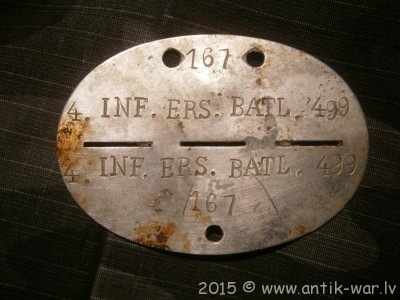 167
4. INF. ERS. BATL. 499
4. INF. ERS. BATL. 499
167
2015 © www.antik-war.lv